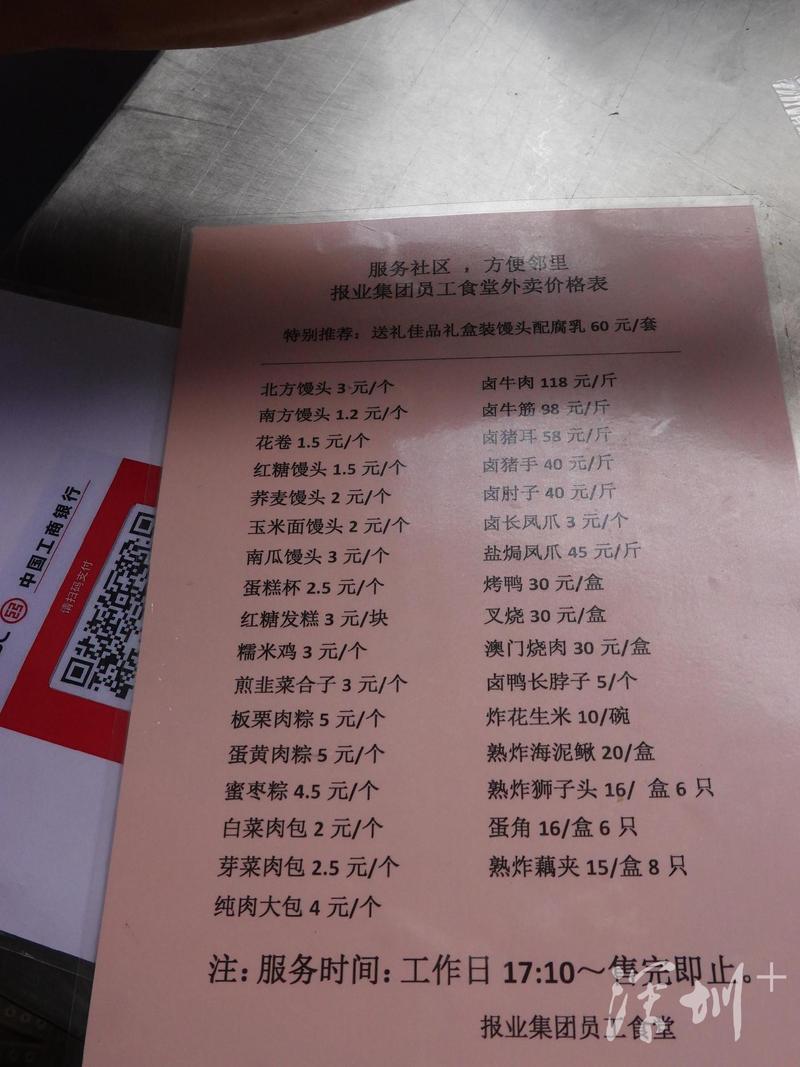 服务社区，方便邻里
报业集团员工食堂外卖价格表
特别推荐：送礼佳品礼盒装馒头配腐乳 60 元/套
北方馒头 3 元/个
南方馒头 1.2 元/个
花卷 1.5 元/个
红糖馒头 1.5 元/个
荞麦馒头 2 元/个
玉米面馒头 2 元/个
南瓜馒头 3 元/个
蛋糕杯 2.5 元/个
红糖发糕 3 元/块
糯米鸡 3 元/个
煎韭菜合子 3 元/个
板栗肉粽 5 元/个
蛋黄肉粽 5 元/个
蜜枣粽 4.5 元/个
白菜肉包 2 元/个
芽菜肉包 2.5 元/个
纯肉大包 4 元/个
卤牛肉 118 元/斤
卤牛筋 98 元/斤
卤猪耳 58 元/斤
卤猪手 40 元/斤
卤肘子 40 元/斤
卤长凤爪 3 元/个
盐焗凤爪 45 元/斤
烤鸭 30 元/盒
叉烧 30 元/盒
澳门烧肉 30 元/盒
卤鸭长脖子 5/个
炸花生米 10/碗
熟炸海泥鳅 20/盒
熟炸狮子头 16/ 盒 6 只
蛋角 16/盒 6 只
熟炸藕夹 15/盒 8 只
注：服务时间：工作日 17:10～售完即止。
报业集团员工食堂
中国工商银行
请扫码支付
深圳+